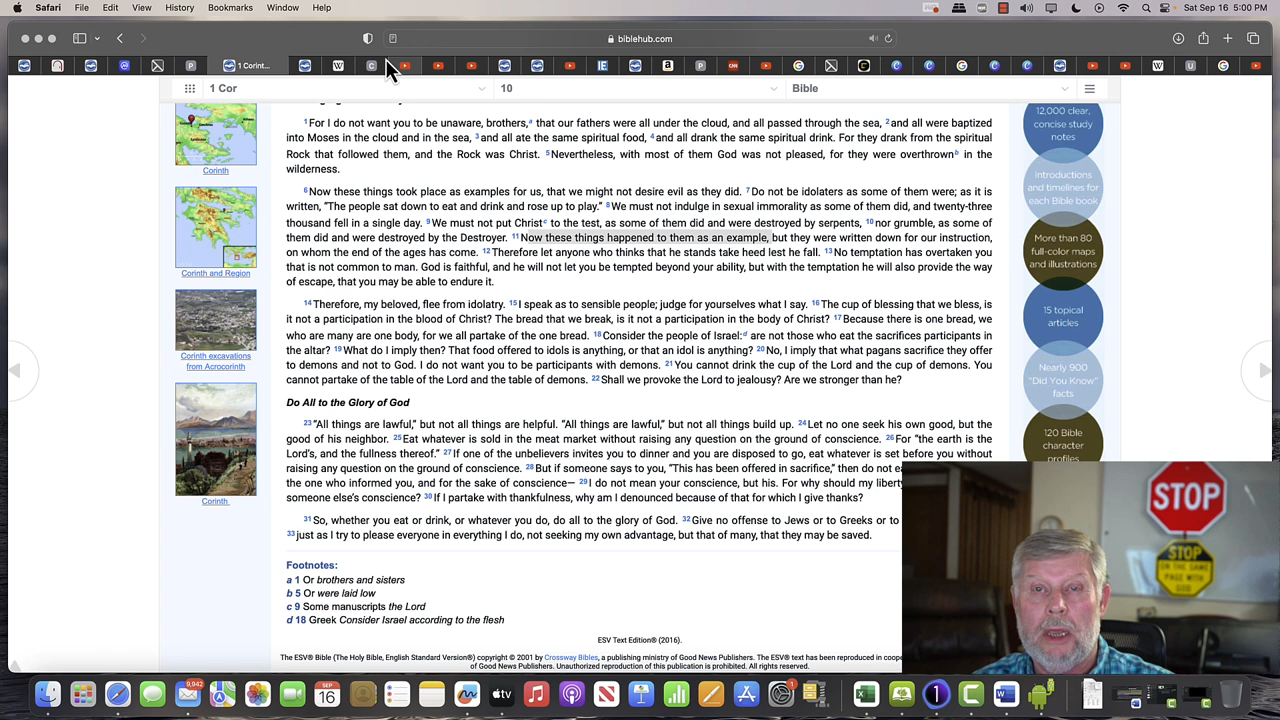 Safari File Edit View History Bookmarks Window Help
Sat Sep 16 5:00 PM
biblehub.com
1 Corint...
1 Cor 10 Bible
1For I do not want you to be unaware, brothers,a that our fathers were all under the cloud, and all passed through the sea, 2and all were baptized
into Moses in the cloud and in the sea, 3and all ate the same spiritual food, 4and all drank the same spiritual drink. For they drank from the spiritual
Rock that followed them, and the Rock was Christ. 5Nevertheless, with most of them God was not pleased, for they were overthrownb in the
wilderness.
6Now these things took place as examples for us, that we might not desire evil as they did. 7Do not be idolaters as some of them were; as it is
written, “The people sat down to eat and drink and rose up to play.” 8We must not indulge in sexual immorality as some of them did, and twenty-three
thousand fell in a single day. 9We must not put Christc to the test, as some of them did and were destroyed by serpents, 10nor grumble, as some of
them did and were destroyed by the Destroyer. 11Now these things happened to them as an example, but they were written down for our instruction,
on whom the end of the ages has come. 12Therefore let anyone who thinks that he stands take heed lest he fall. 13No temptation has overtaken you
that is not common to man. God is faithful, and he will not let you be tempted beyond your ability, but with the temptation he will also provide the way
of escape, that you may be able to endure it.
14Therefore, my beloved, flee from idolatry. 15I speak as to sensible people; judge for yourselves what I say. 16The cup of blessing that we bless, is
it not a participation in the blood of Christ? The bread that we break, is it not a participation in the body of Christ? 17Because there is one bread, we
who are many are one body, for we all partake of the one bread. 18Consider the people of Israel:d are not those who eat the sacrifices participants in
the altar? 19What do I imply then? That food offered to idols is anything, or that an idol is anything? 20No, I imply that what pagans sacrifice they offer
to demons and not to God. I do not want you to be participants with demons. 21You cannot drink the cup of the Lord and the cup of demons. You
cannot partake of the table of the Lord and the table of demons. 22Shall we provoke the Lord to jealousy? Are we stronger than he?
Do All to the Glory of God
23“All things are lawful,” but not all things are helpful. “All things are lawful,” but not all things build up. 24Let no one seek his own good, but the
good of his neighbor. 25Eat whatever is sold in the meat market without raising any question on the ground of conscience. 26For “the earth is the
Lord’s, and the fullness thereof.” 27If one of the unbelievers invites you to dinner and you are disposed to go, eat whatever is set before you without
raising any question on the ground of conscience. 28But if someone says to you, “This has been offered in sacrifice,” then do not
the one who informed you, and for the sake of conscience— 29I do not mean your conscience, but his. For why should my
someone else’s conscience? 30If I partake with thankfulness, why am I denounced because of that for which I give thanks?
31So, whether you eat or drink, or whatever you do, do all to the glory of God. 32Give no offense to Jews or to Greeks or to
33just as I try to please everyone in everything I do, not seeking my own advantage, but that of many, that they may be saved.
Footnotes:
a 1 Or brothers and sisters
b 5 Or were laid low
c 9 Some manuscripts the Lord
d 18 Greek Consider Israel according to the flesh
ESV Text Edition® (2016).
The ESV® Bible (The Holy Bible, English Standard Version®) copyright © 2001 by Crossway Bibles, a publishing ministry of Good News Publishers. The ESV® text has been reproduced in
of Good News Publishers. Unauthorized reproduction of this publication is prohibited. All rights reserved.
Corinth
Corinth and Region
Corinth excavations
from Acrocorinth
Corinth
12,000 clear,
concise study
notes
Introductions
and timelines for
each Bible book
More than 80
full-color maps
and illustrations
15 topical
articles
Nearly 900
"Did You Know"
facts
120 Bible
character
profiles
STOP
STOP
ON THE SAME
PAGE WITH
GOD
9,942
SEP
16
tv
1